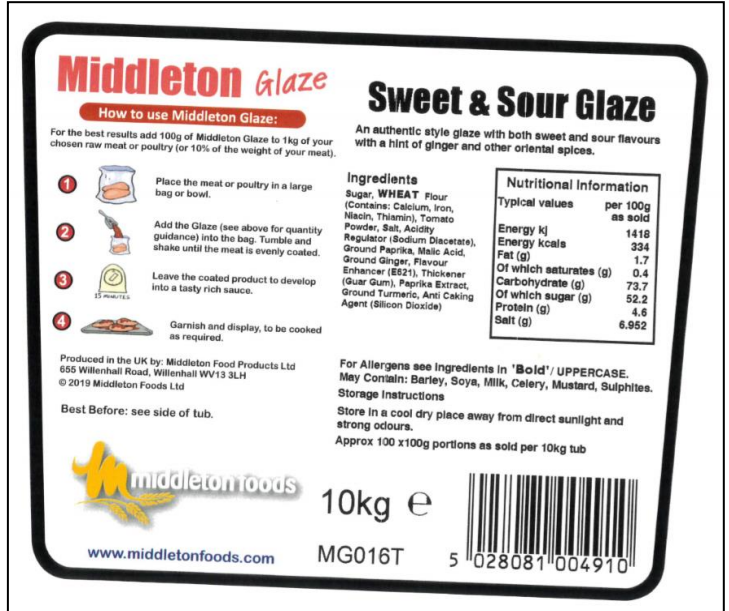 Middleton Glaze
How to use Middleton Glaze:
For the best results add 100g of Middleton Glaze to 1kg of your
chosen raw meat or poultry (or 10% of the weight of your meat).
1
Place the meat or poultry in a large
bag or bowl.
2
Add the Glaze (see above for quantity
guidance) into the bag. Tumble and
shake until the meat is evenly coated.
3
15 MINUTES
Leave the coated product to develop
into a tasty rich sauce.
4
Garnish and display, to be cooked
as required.
Produced in the UK by: Middleton Food Products Ltd
655 Willenhall Road, Willenhall WV13 3LH
© 2019 Middleton Foods Ltd
Best Before: see side of tub.
middleton foods
www.middletonfoods.com
Sweet & Sour Glaze
An authentic style glaze with both sweet and sour flavours
with a hint of ginger and other oriental spices.
Ingredients
Sugar, WHEAT Flour
(Contains: Calcium, Iron,
Niacin, Thiamin), Tomato
Powder, Salt, Acidity
Regulator (Sodium Diacetate),
Ground Paprika, Malic Acid,
Ground Ginger, Flavour
Enhancer (E621), Thickener
(Guar Gum), Paprika Extract,
Ground Turmeric, Anti Caking
Agent (Silicon Dioxide)
Nutritional Information
Typical values per 100g
as sold
Energy kj 1418
Energy kcals 334
Fat (g) 1.7
Of which saturates (g) 0.4
Carbohydrate (g) 73.7
Of which sugar (g) 52.2
Protein (g) 4.6
Salt (g) 6.952
For Allergens see Ingredients in 'Bold'/ UPPERCASE.
May Contain: Barley, Soya, Milk, Celery, Mustard, Sulphites.
Storage Instructions
Store in a cool dry place away from direct sunlight and
strong odours.
Approx 100 x100g portions as sold per 10kg tub
10kg e
MG016T
5 028081 004910